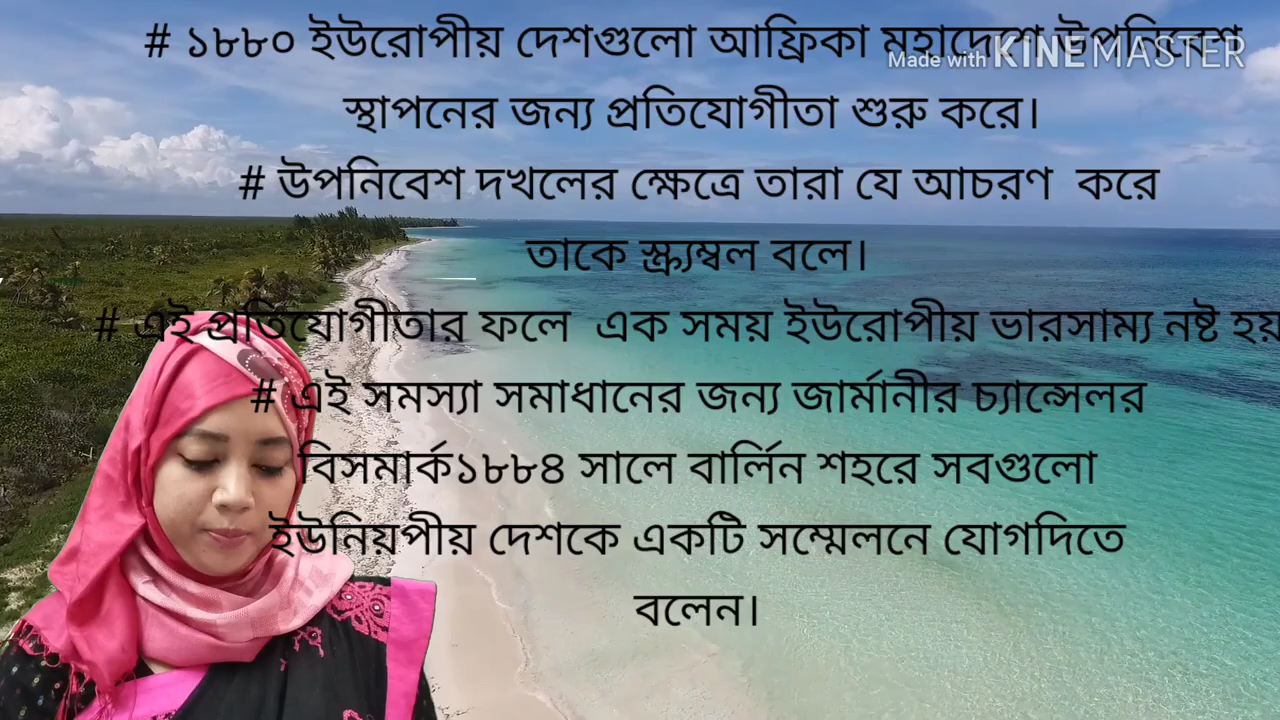 # ১৮৮০ ইউরোপীয় দেশগুলো আফ্রিকা মহাদেশে উপনিবেশ
Made with KINEMASTER
স্থাপনের জন্য প্রতিযোগীতা শুরু করে।
# উপনিবেশ দখলের ক্ষেত্রে তারা যে আচরণ করে
তাকে স্ক্র্যম্বল বলে।
# এই প্রতিযোগীতার ফলে এক সময় ইউরোপীয় ভারসাম্য নষ্ট হয়
# এই সমস্যা সমাধানের জন্য জার্মানীর চ্যান্সেলর
বিসমার্ক১৮৮৪ সালে বার্লিন শহরে সবগুলো
ইউনিয়পীয় দেশকে একটি সম্মেলনে যোগদিতে
বলেন।